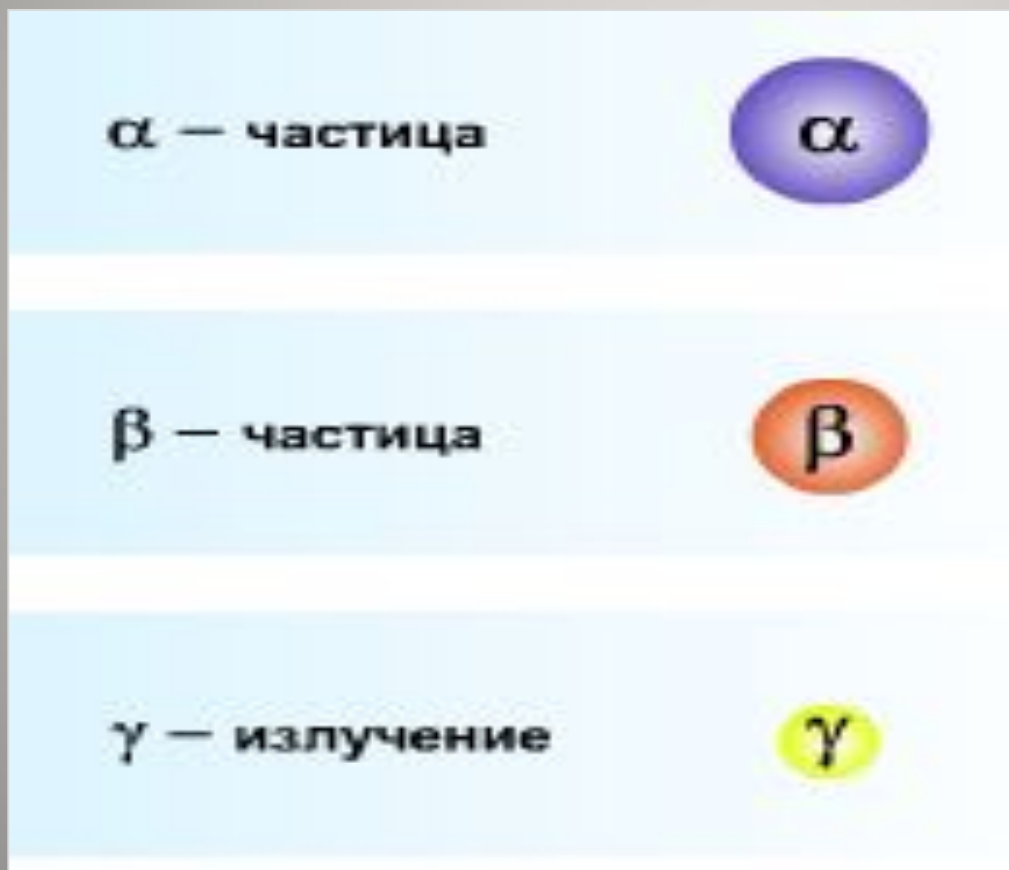 α – частица
α
β – частица
β
γ – излучение
γ